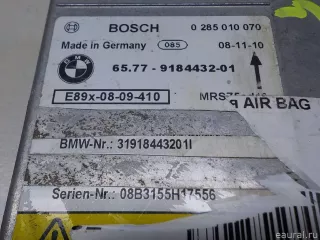 BOSCH 0 285 010 070
Made in Germany 085 08-11-10
BMW 65.77 - 9184432-01
E89x-08-09-410
AIR BAG
BMW-Nr.: 31918443201I
Serien-Nr.: 08B3155H17556
© eaural.ru